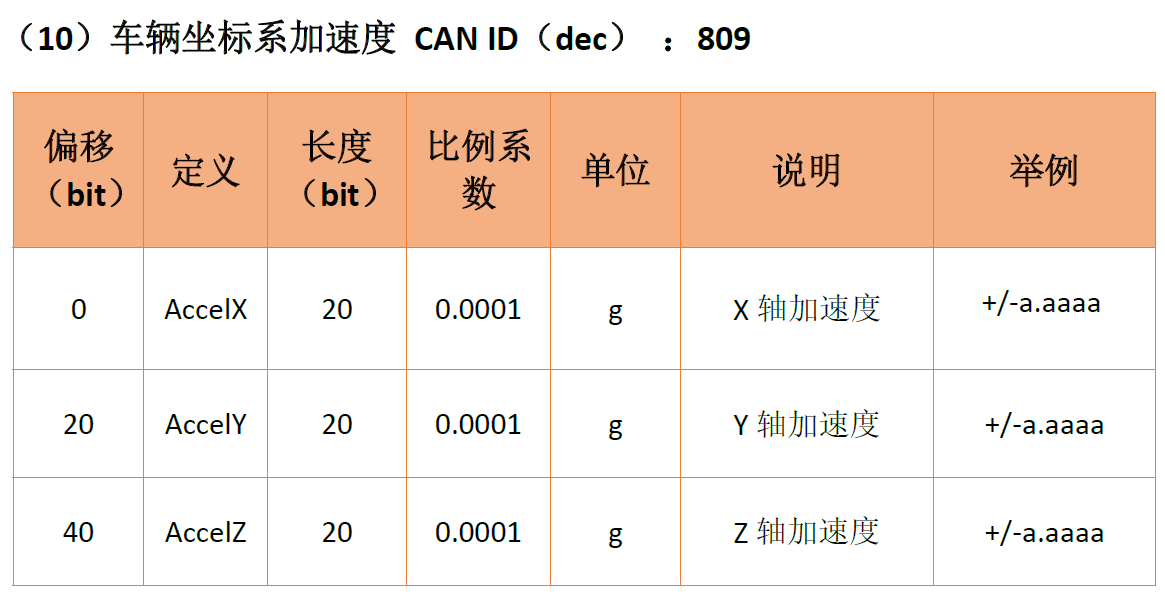 （10）车辆坐标系加速度 CAN ID（dec） ：809
偏移（bit） 定义 长度（bit） 比例系数 单位 说明 举例
0 AccelX 20 0.0001 g X 轴加速度 +/-a.aaaa
20 AccelY 20 0.0001 g Y 轴加速度 +/-a.aaaa
40 AccelZ 20 0.0001 g Z 轴加速度 +/-a.aaaa